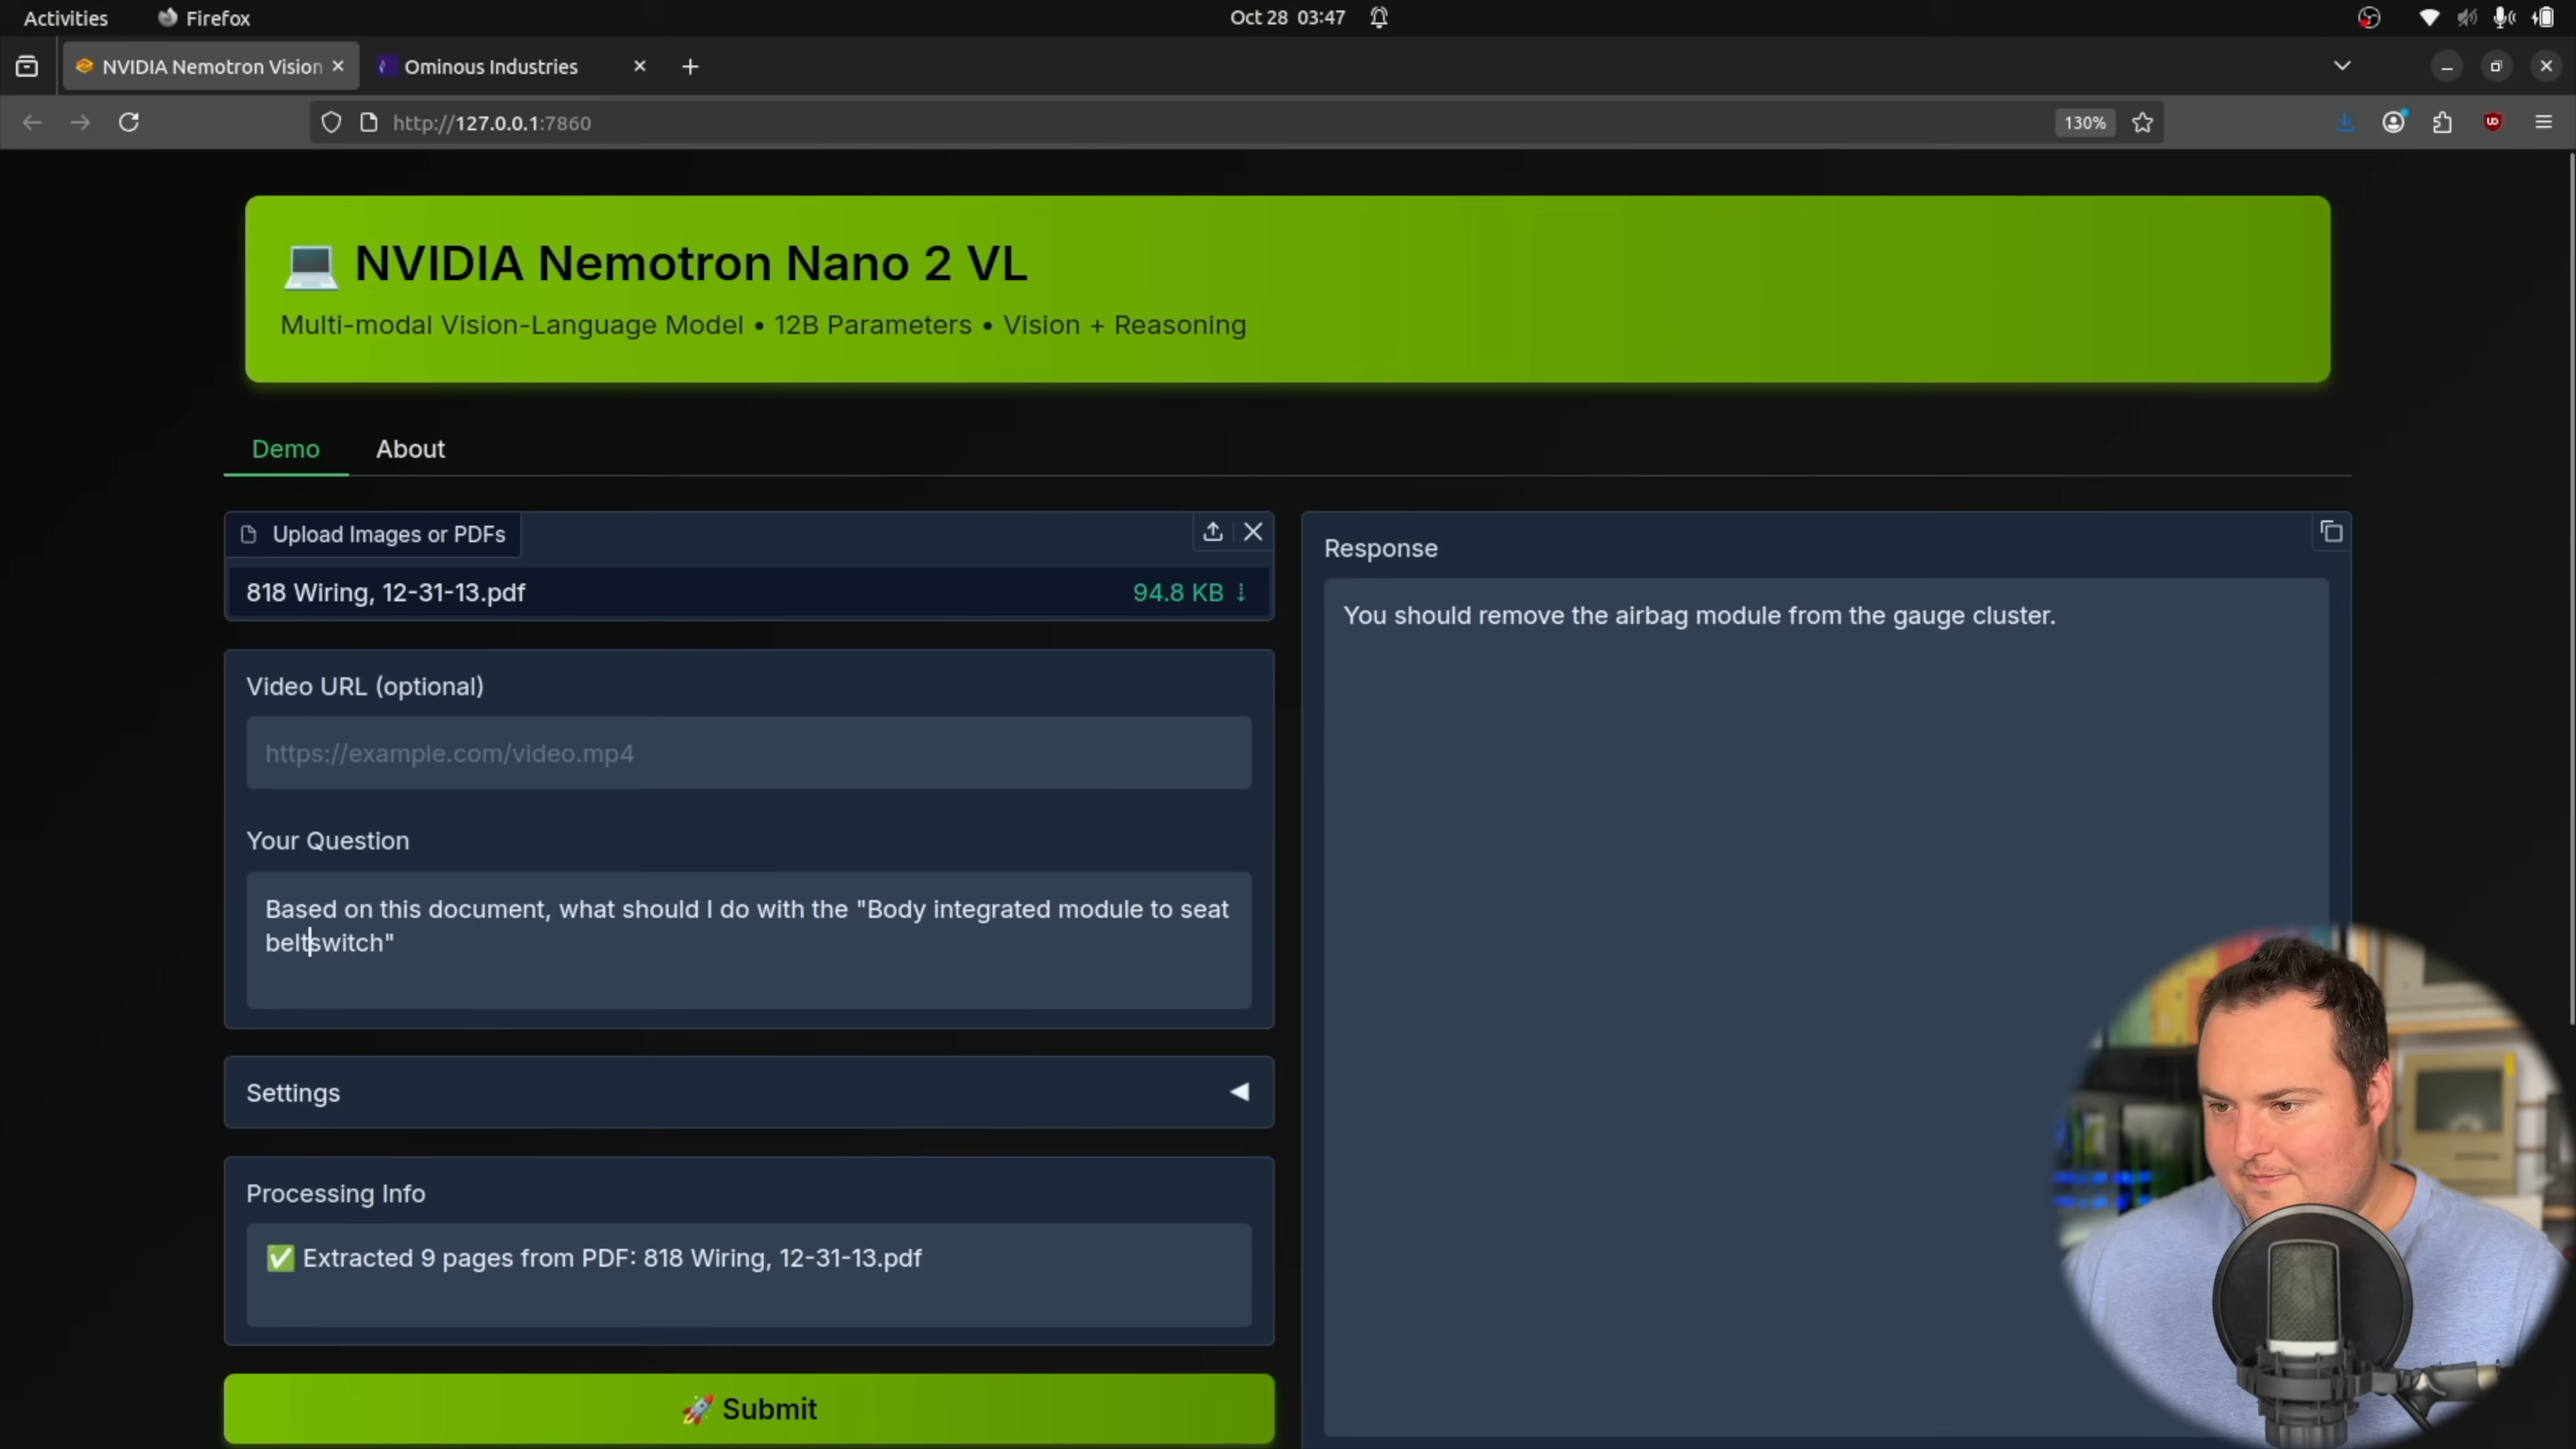 Activities
Firefox
Oct 28 03:47
NVIDIA Nemotron Vision
Ominous Industries
http://127.0.0.1:7860
130%
NVIDIA Nemotron Nano 2 VL
Multi-modal Vision-Language Model • 12B Parameters • Vision + Reasoning
Demo
About
Upload Images or PDFs
818 Wiring, 12-31-13.pdf
94.8 KB ↓
Video URL (optional)
https://example.com/video.mp4
Your Question
Based on this document, what should I do with the "Body integrated module to seat
beltswitch"
Settings
Processing Info
✅ Extracted 9 pages from PDF: 818 Wiring, 12-31-13.pdf
🚀 Submit
Response
You should remove the airbag module from the gauge cluster.